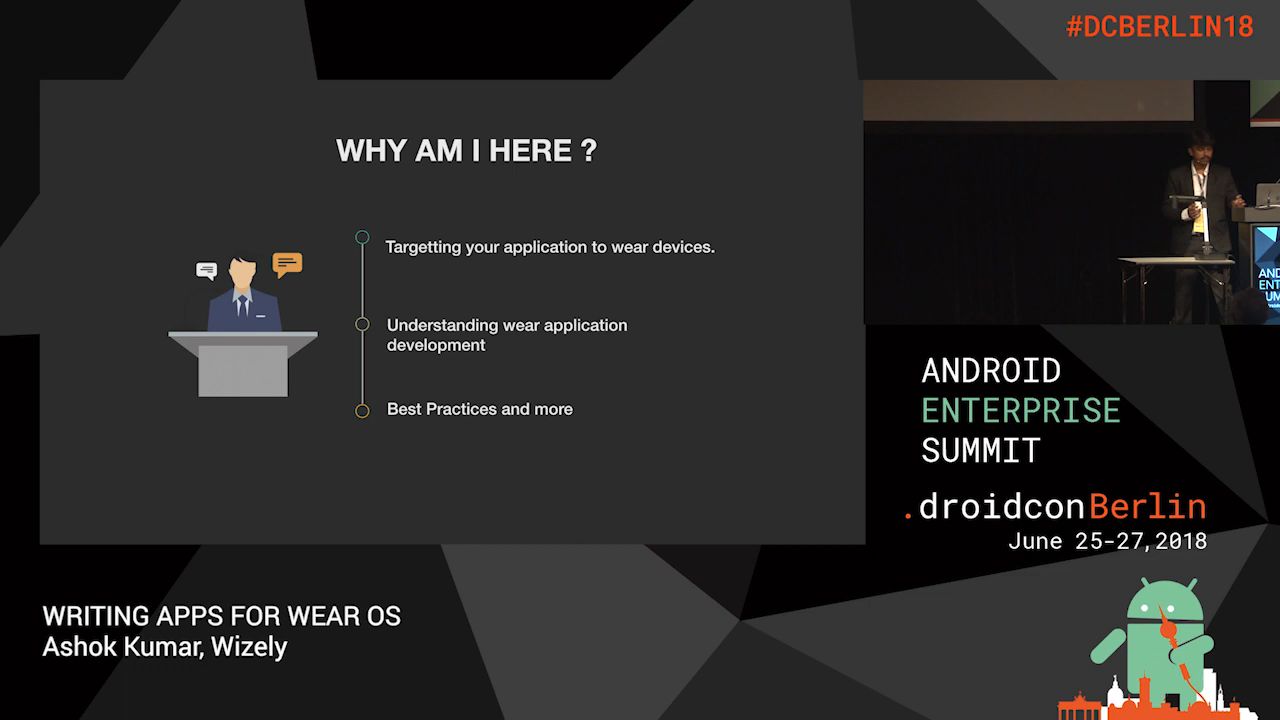 #DCBERLIN18
WHY AM I HERE ?
Targetting your application to wear devices.
Understanding wear application
development
Best Practices and more
ANDROID
ENTERPRISE
SUMMIT
.droidconBerlin
June 25-27, 2018
WRITING APPS FOR WEAR OS
Ashok Kumar, Wizely